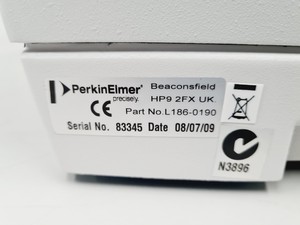 PerkinElmer® Beaconsfield
precisely. HP9 2FX UK.
CE Part No.L186-0190
Serial No. 83345 Date 08/07/09
N3896